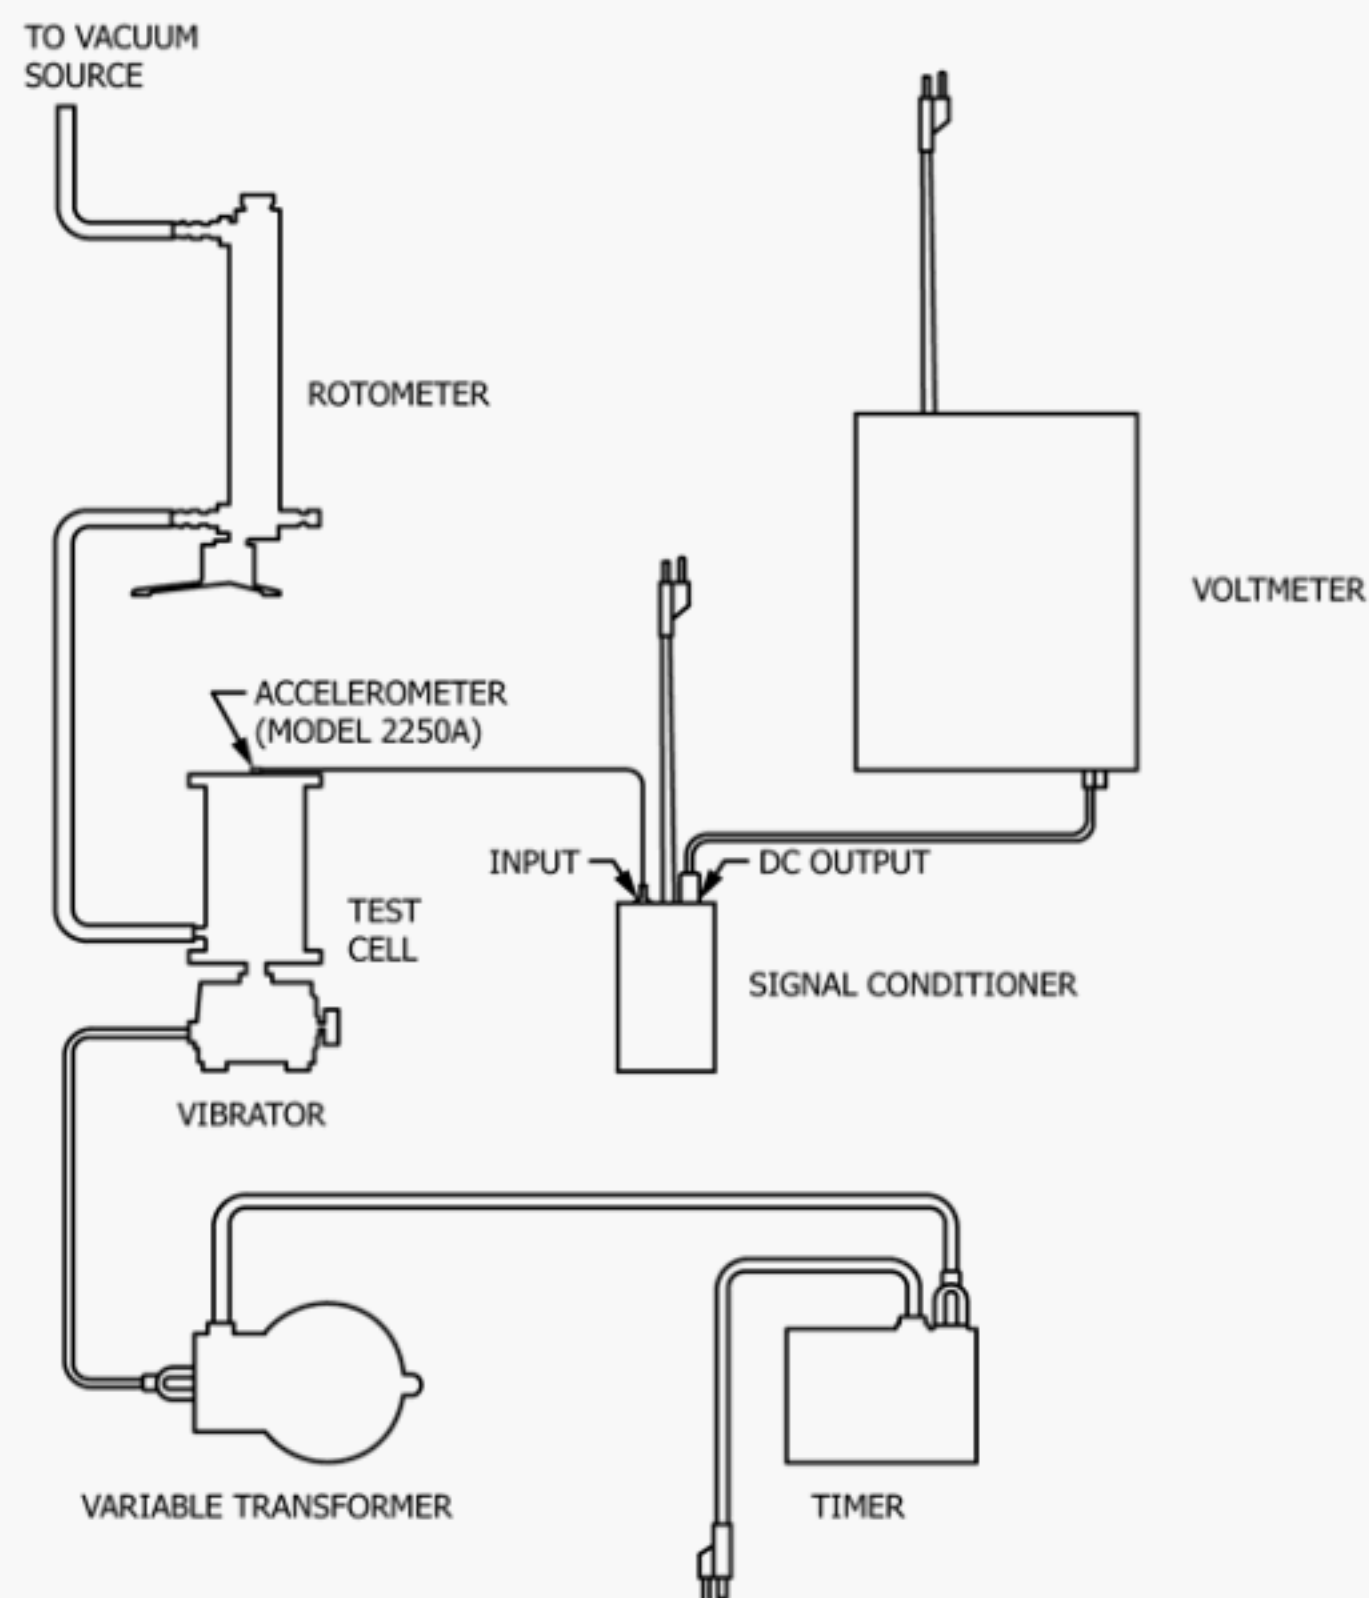 TO VACUUM
SOURCE
ROTOMETER
VOLTMETER
ACCELEROMETER
(MODEL 2250A)
INPUT
DC OUTPUT
TEST
CELL
SIGNAL CONDITIONER
VIBRATOR
VARIABLE TRANSFORMER
TIMER